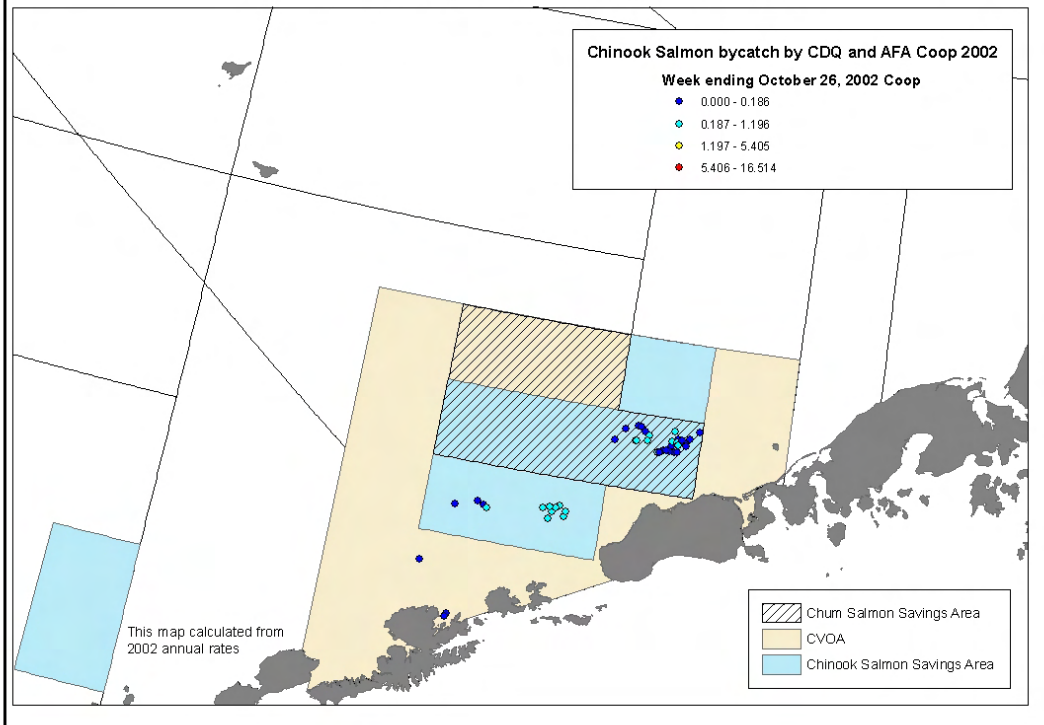 Chinook Salmon bycatch by CDQ and AFA Coop 2002
Week ending October 26, 2002 Coop
0.000 - 0.186
0.187 - 1.196
1.197 - 5.405
5.406 - 16.514
This map calculated from
2002 annual rates
Chum Salmon Savings Area
CVOA
Chinook Salmon Savings Area